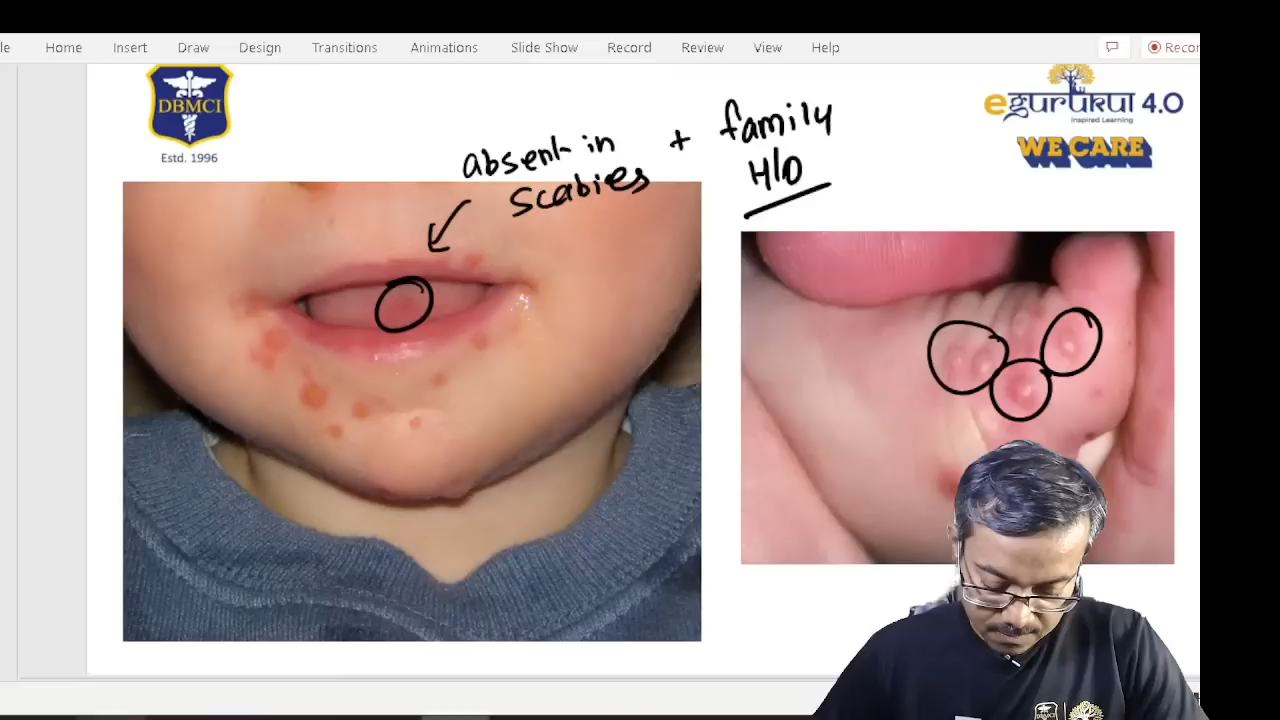 le Home Insert Draw Design Transitions Animations Slide Show Record Review View Help Recor
DBMCI
Estd. 1996
egurukul 4.0
Inspired Learning
WE CARE
absent in
scabies
+ family
H/O